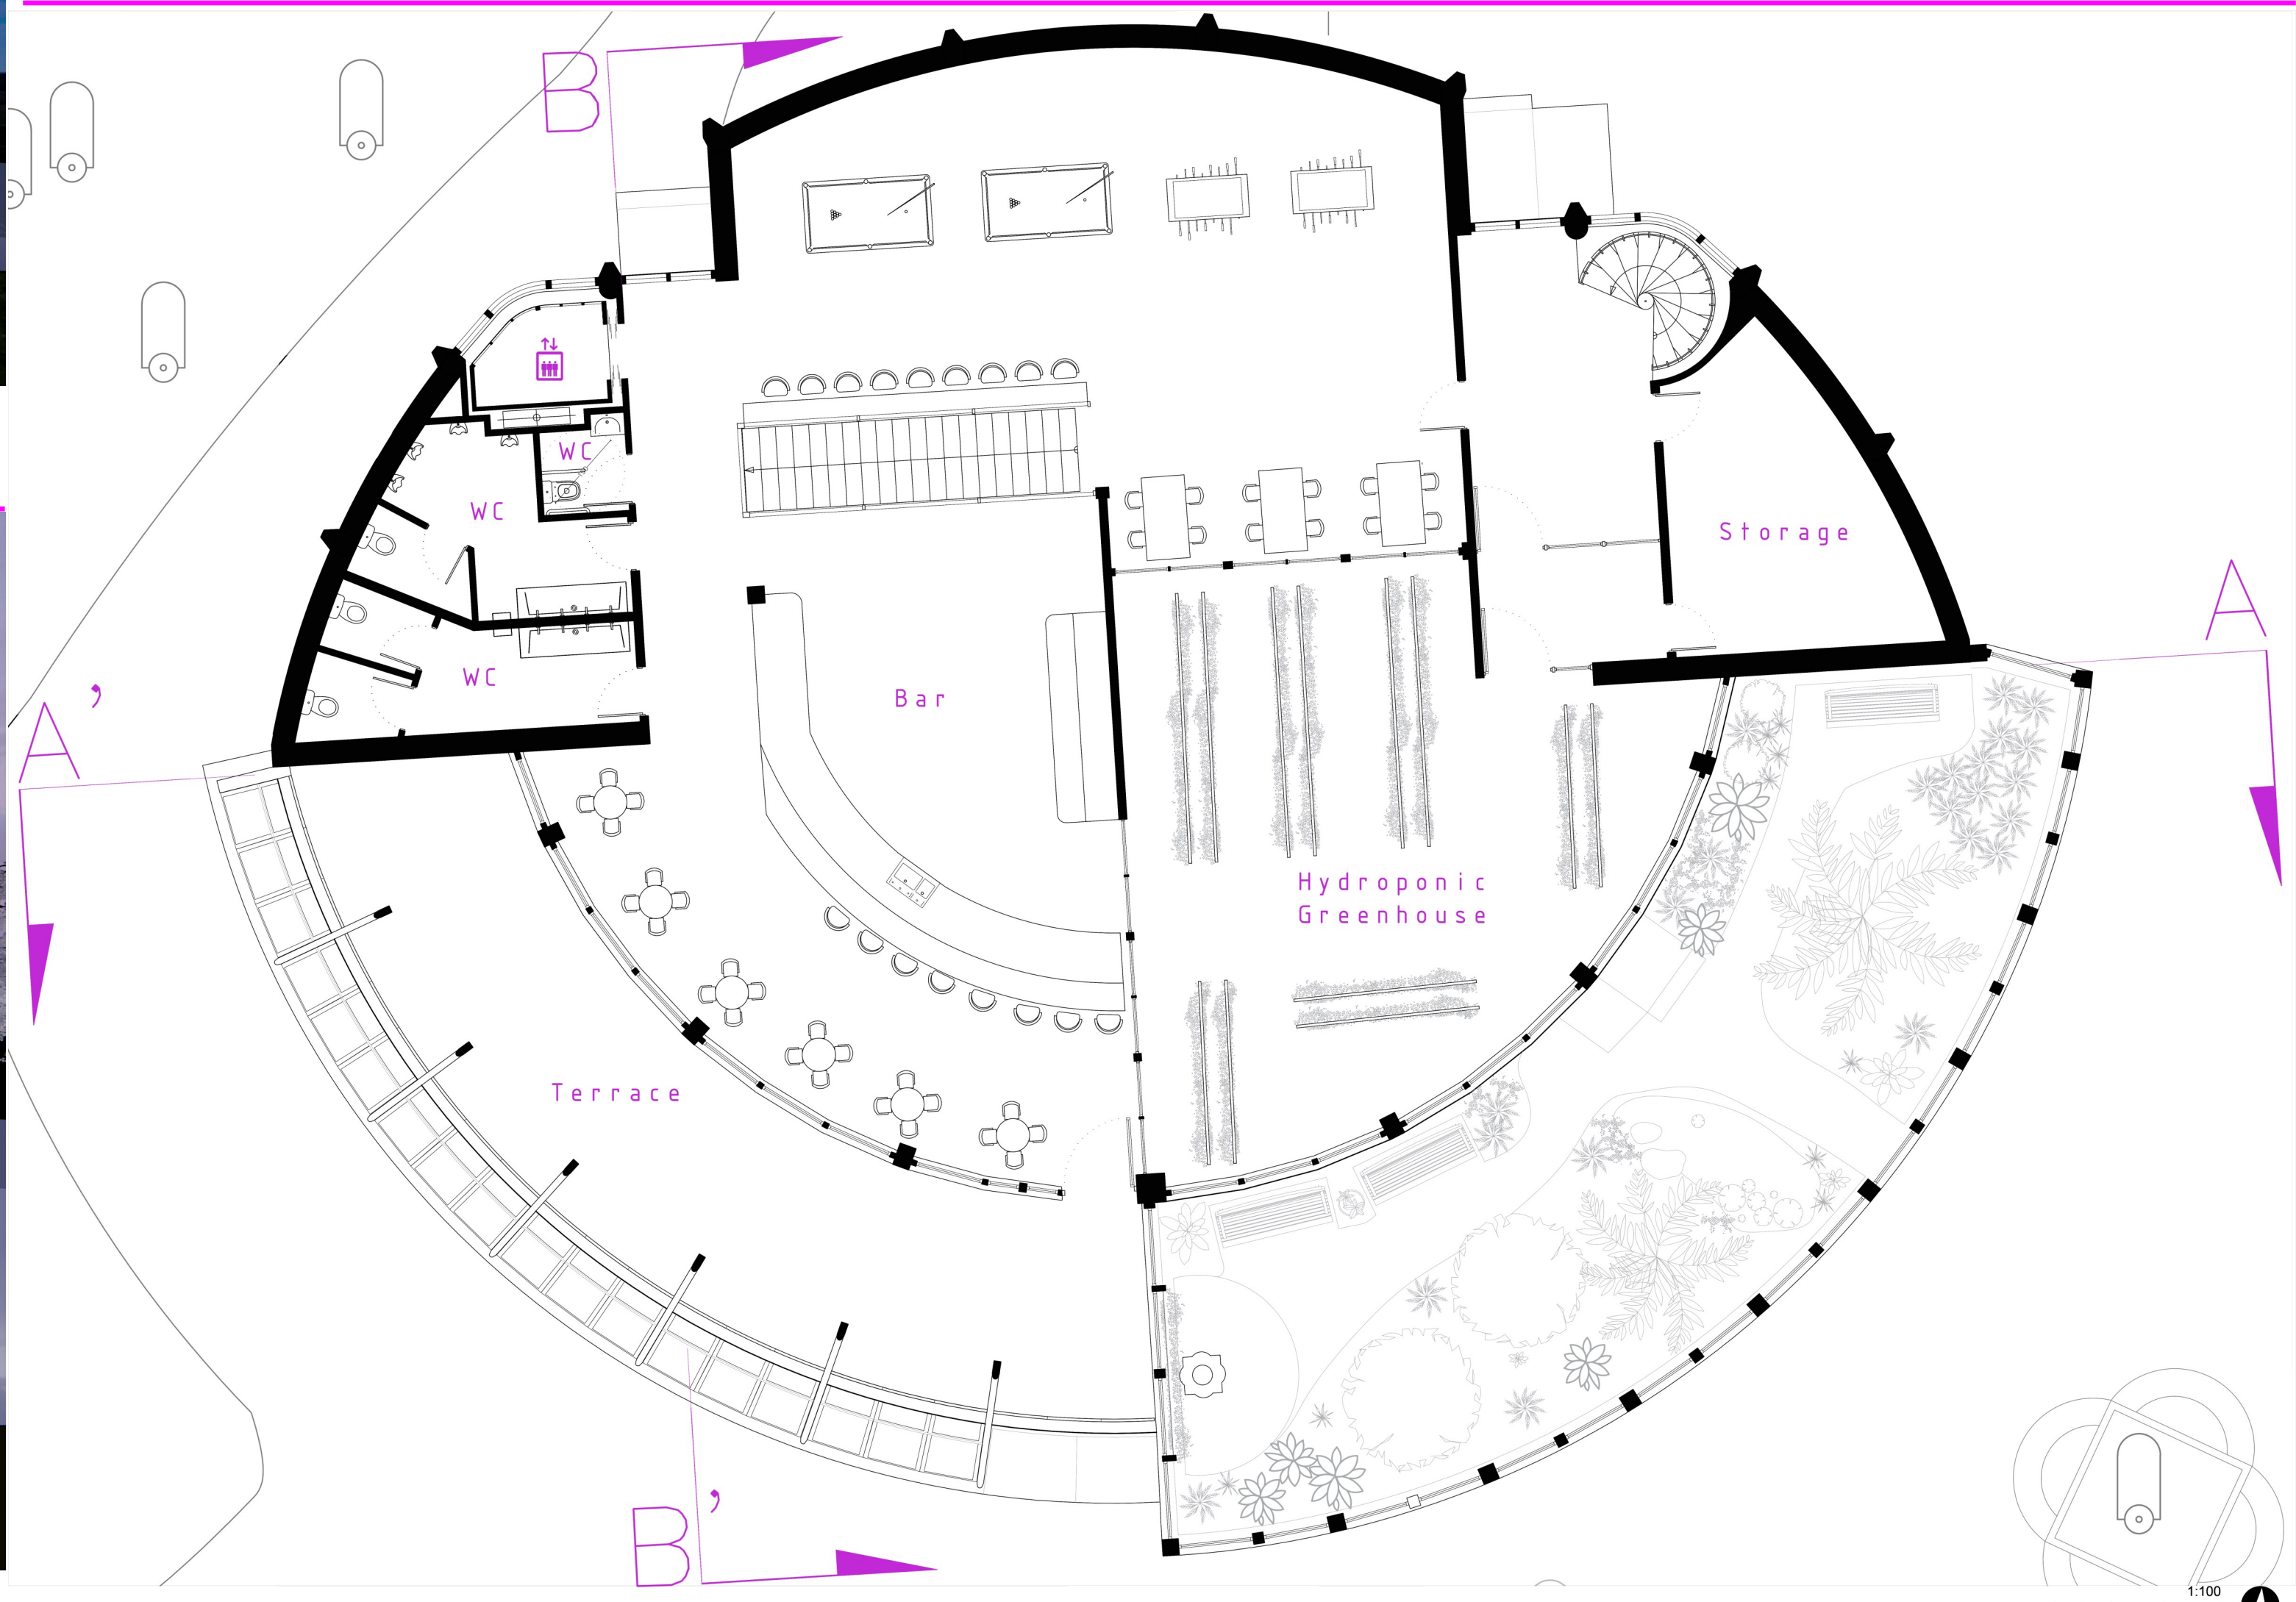 B
WC
WC
Storage
A
WC
Bar
A’
Hydroponic
Greenhouse
Terrace
B’
1:100